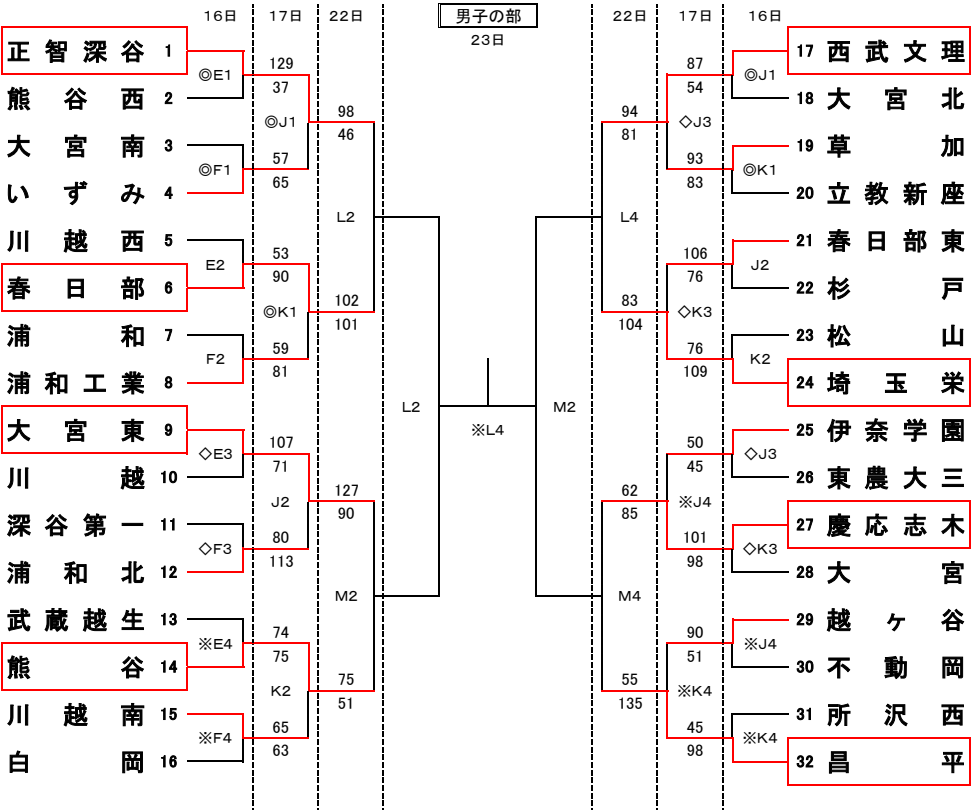 16日 17日 22日 男子の部 22日 17日 16日
23日
正智深谷 1 129 87 17 西武文理
◎E1 37 54 ◎J1
熊谷西 2 98 94 18 大宮北
◎J1 ◇J3
大宮南 3 46 81 19 草加
◎F1 57 93 ◎K1
いずみ 4 65 83 20 立教新座
L2 L4
川越西 5 21 春日部東
E2 53 106 J2
春日部 6 90 76 22 杉戸
102 83
◎K1 ◇K3
浦和 7 101 104 23 松山
F2 59 76 K2
浦和工業 8 81 109 24 埼玉栄
L2 M2
大宮東 9 ※L4 25 伊奈学園
◇E3 107 50 ◇J3
川越 10 71 45 26 東農大三
127 62
J2 ※J4
深谷第一 11 90 85 27 慶応志木
◇F3 80 101 ◇K3
浦和北 12 113 98 28 大宮
M2 M4
武蔵越生 13 29 越ヶ谷
※E4 74 90 ※J4
熊谷 14 75 51 30 不動岡
75 55
K2 ※K4
川越南 15 51 135 31 所沢西
※F4 65 45 ※K4
白岡 16 63 98 32 昌平